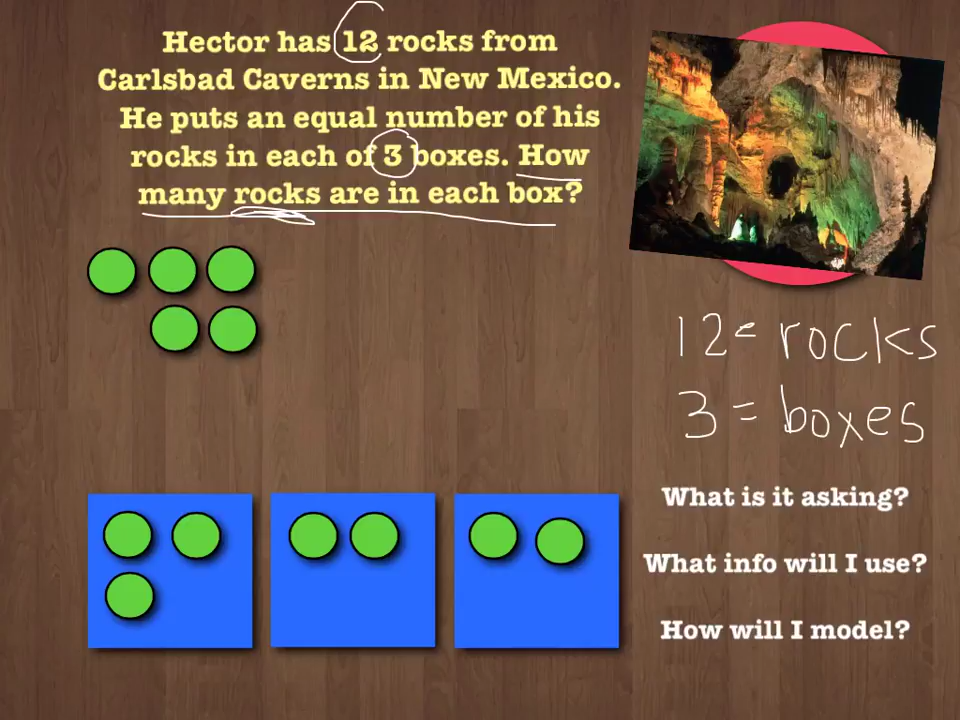 Hector has 12 rocks from
Carlsbad Caverns in New Mexico.
He puts an equal number of his
rocks in each of 3 boxes. How
many rocks are in each box?
12= rocks
3 = boxes
What is it asking?
What info will I use?
How will I model?